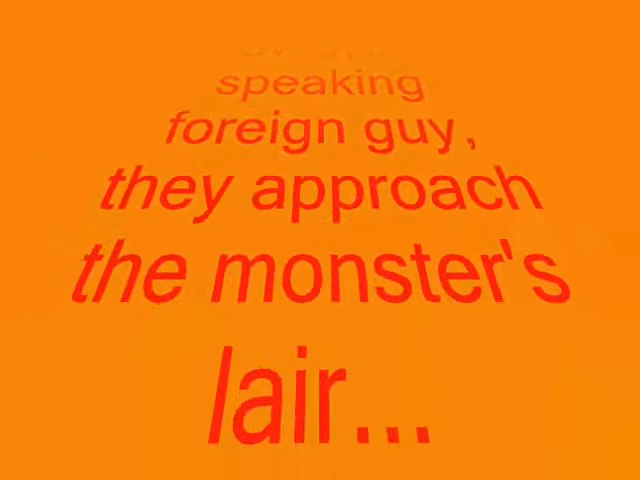 speaking
foreign guy,
they approach
the monster's
lair...